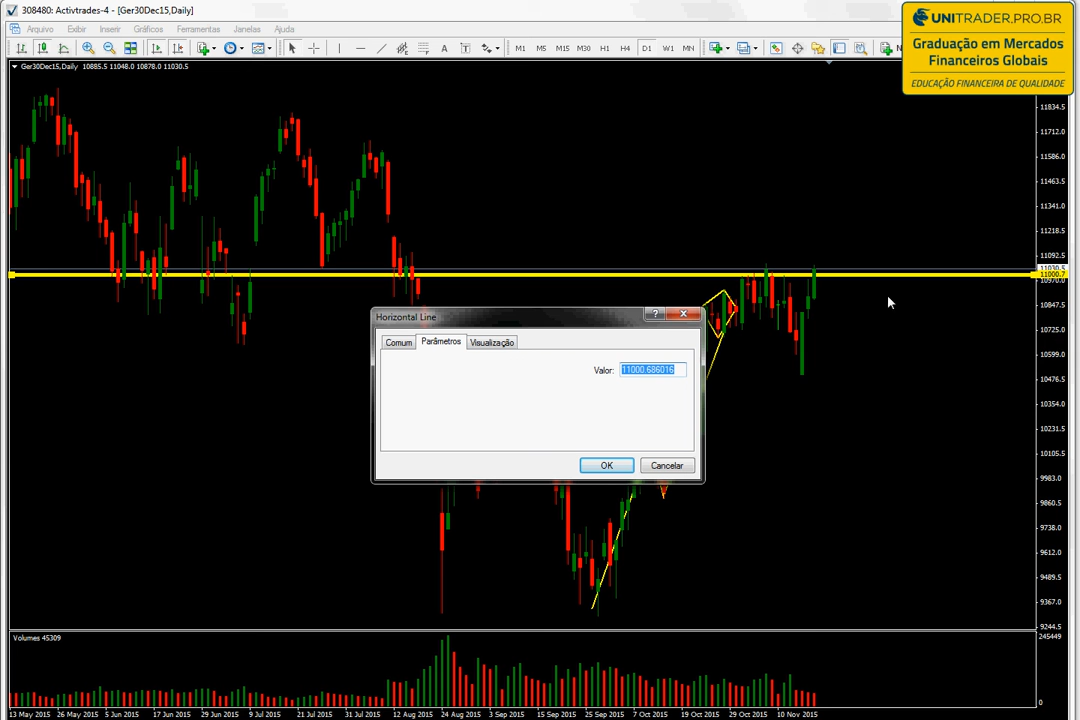 308480: Activtrades-4 - [Ger30Dec15,Daily]
UNITRADER.PRO.BR
Graduação em Mercados
Financeiros Globais
EDUCAÇÃO FINANCEIRA DE QUALIDADE
Arquivo Exibir Inserir Gráficos Ferramentas Janelas Ajuda
A T M1 M5 M15 M30 H1 H4 D1 W1 MN
Ger30Dec15,Daily 10885.5 11048.0 10878.0 11030.5
11834.5
11712.0
11586.0
11463.5
11341.0
11218.5
11092.5
11030.5
11000.7
10970.0
10847.5
10725.0
10599.0
10476.5
10354.0
10231.5
10105.5
9983.0
9860.5
9738.0
9612.0
9489.5
9367.0
9244.5
Horizontal Line
?
Comum Parâmetros Visualização
Valor: 11000.686016
OK Cancelar
Volumes 45309
245449
0
13 May 2015 26 May 2015 5 Jun 2015 17 Jun 2015 29 Jun 2015 9 Jul 2015 21 Jul 2015 31 Jul 2015 12 Aug 2015 24 Aug 2015 3 Sep 2015 15 Sep 2015 25 Sep 2015 7 Oct 2015 19 Oct 2015 29 Oct 2015 10 Nov 2015